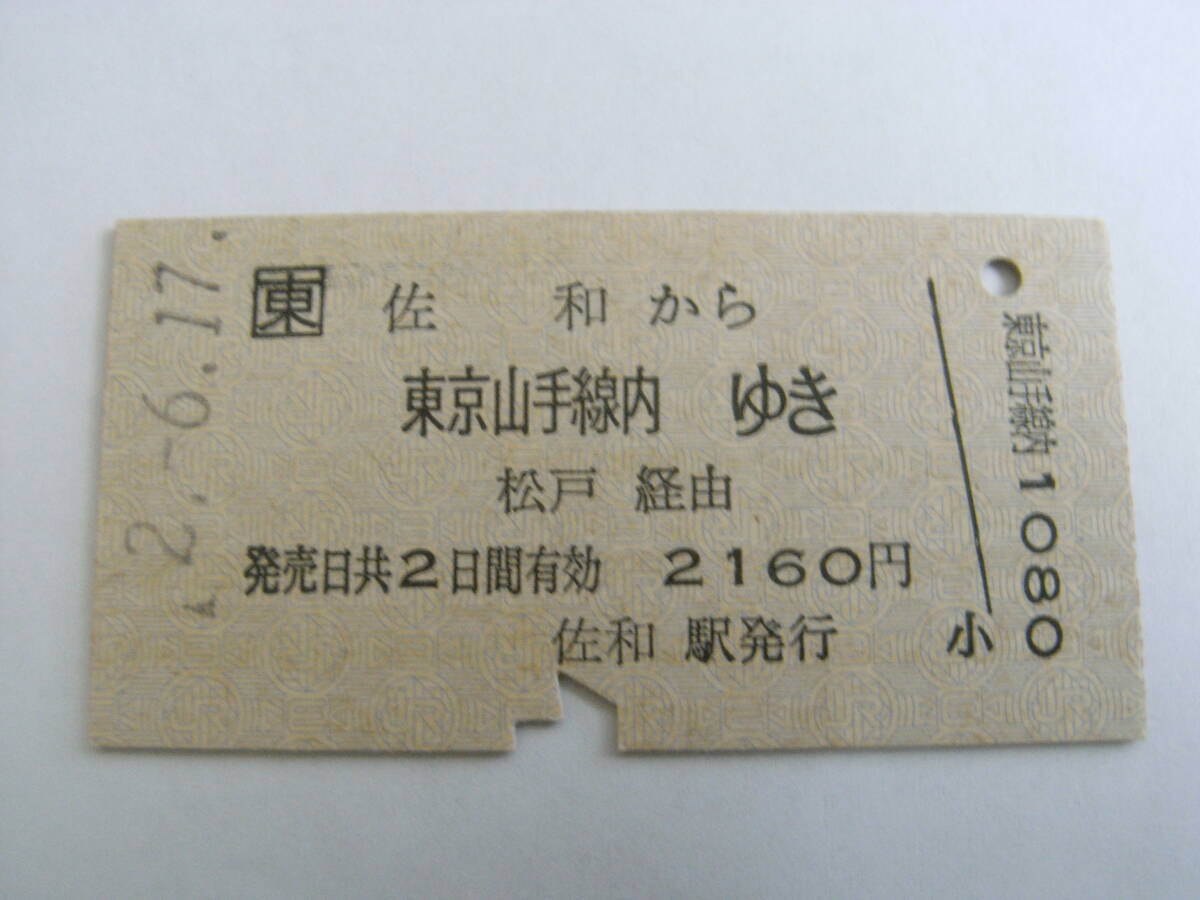 2.-6.17.
東 佐和から
東京山手線内 ゆき
松戸 経由
発売日共2日間有効 2160円
佐和 駅発行
小
東京山手線内 1080